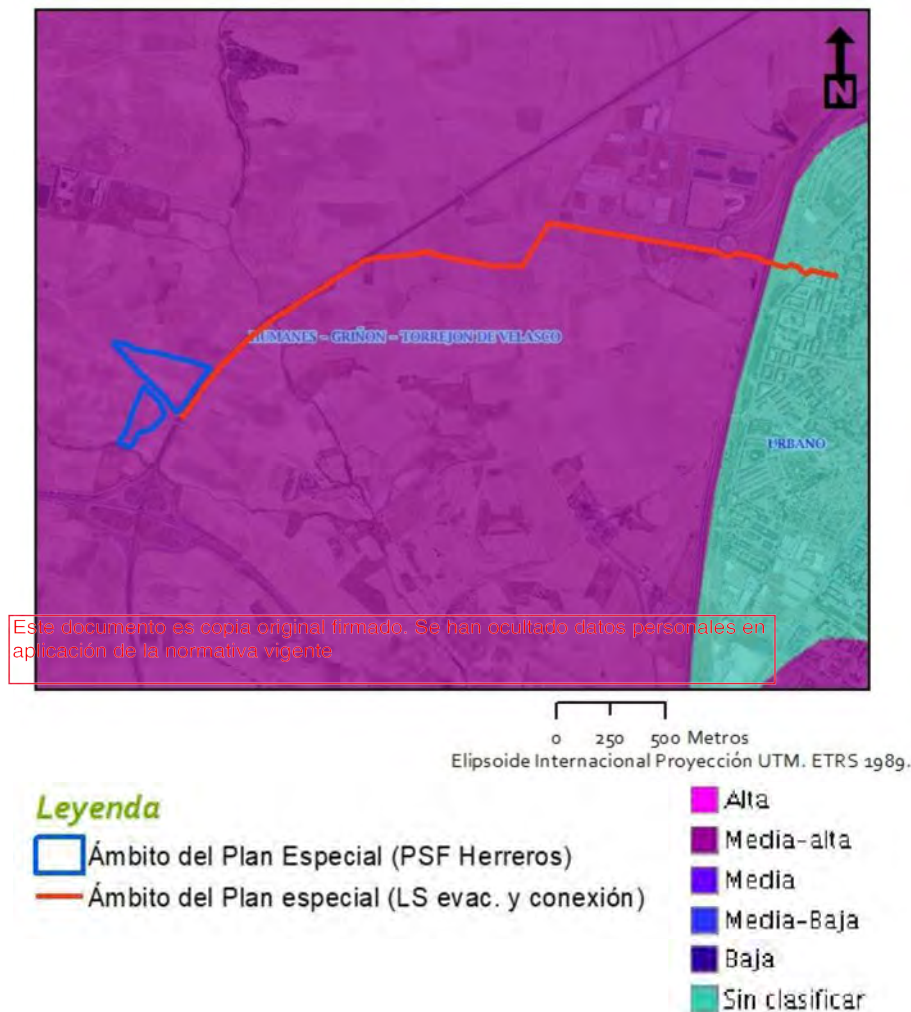 N
HUMANES - GRIÑON - TORREJON DE VELASCO
URBANO
Este documento es copia original firmado. Se han ocultado datos personales en
aplicación de la normativa vigente
0 250 500 Metros
Elipsoide Internacional Proyección UTM. ETRS 1989.
Leyenda
Ámbito del Plan Especial (PSF Herreros)
Ámbito del Plan especial (LS evac. y conexión)
Alta
Media-alta
Media
Media-Baja
Baja
Sin clasificar